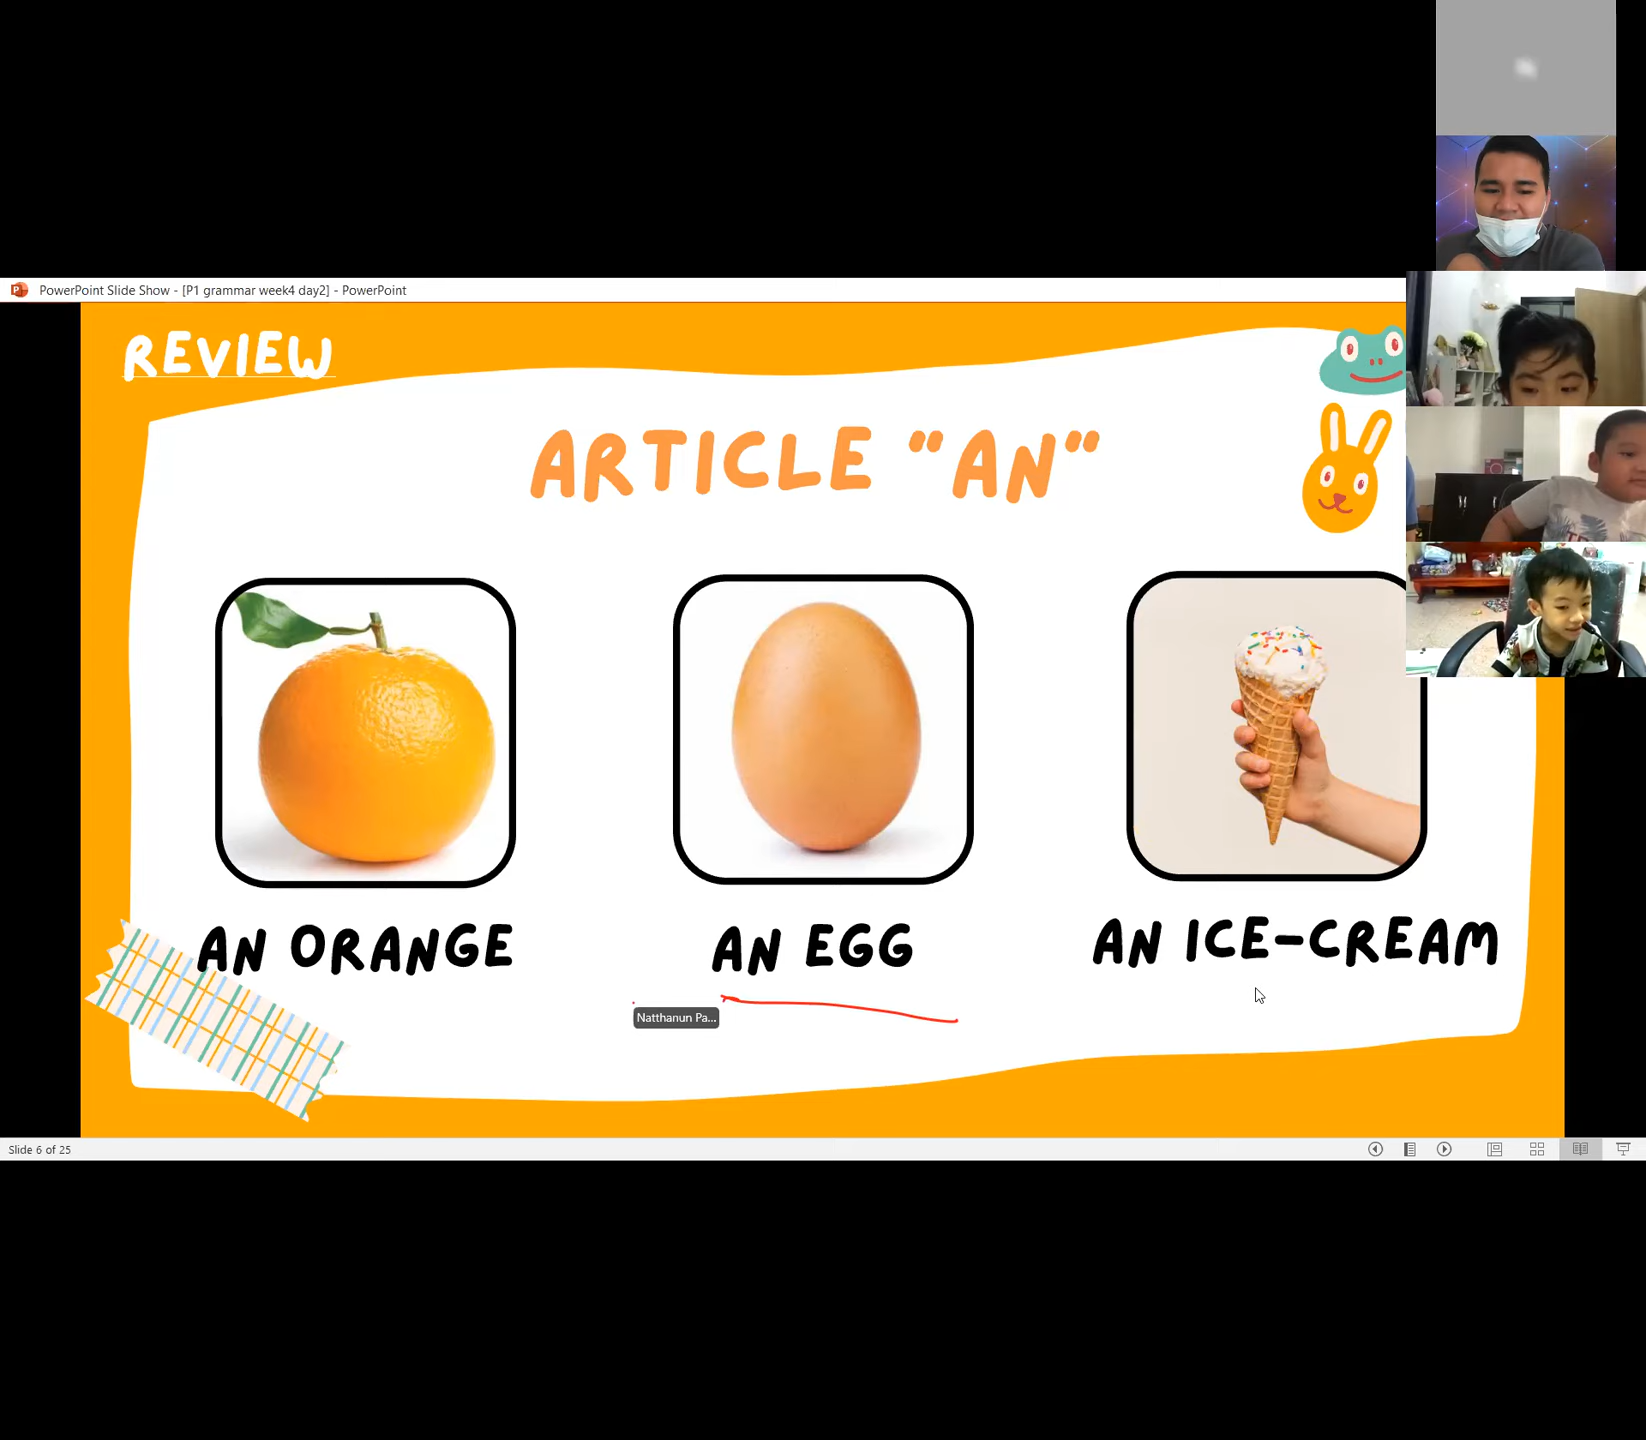 PowerPoint Slide Show - [P1 grammar week4 day2] - PowerPoint
REVIEW
ARTICLE "AN"
AN ORANGE
AN EGG
AN ICE-CREAM
Natthanun Pa...
Slide 6 of 25